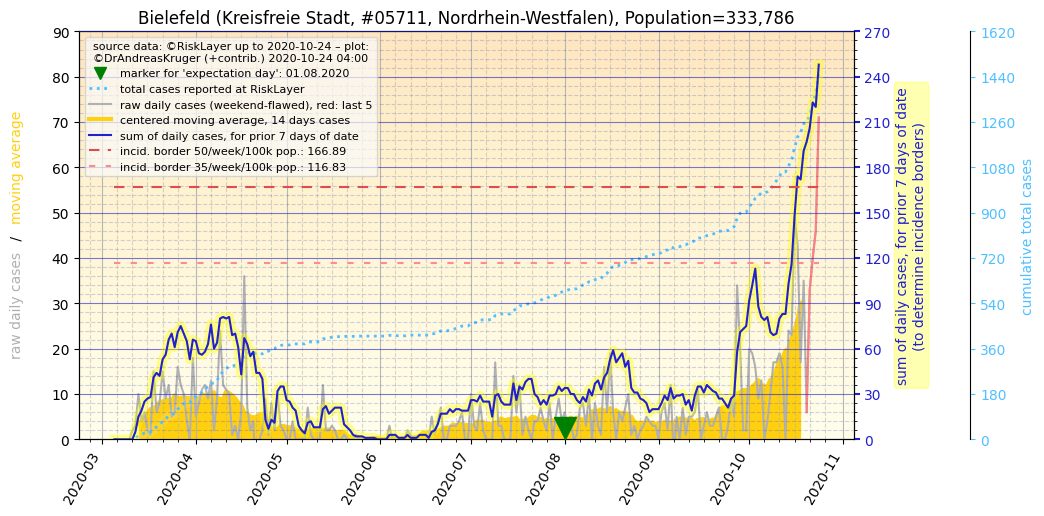 Bielefeld (Kreisfreie Stadt, #05711, Nordrhein-Westfalen), Population=333,786
source data: ©RiskLayer up to 2020-10-24 – plot:
©DrAndreasKruger (+contrib.) 2020-10-24 04:00
marker for 'expectation day': 01.08.2020
total cases reported at RiskLayer
raw daily cases (weekend-flawed), red: last 5
centered moving average, 14 days cases
sum of daily cases, for prior 7 days of date
incid. border 50/week/100k pop.: 166.89
incid. border 35/week/100k pop.: 116.83
raw daily cases / moving average
90
80
70
60
50
40
30
20
10
0
2020-03
2020-04
2020-05
2020-06
2020-07
2020-08
2020-09
2020-10
2020-11
270
240
210
180
150
120
90
60
30
0
sum of daily cases, for prior 7 days of date
(to determine incidence borders)
1620
1440
1260
1080
900
720
540
360
180
0
cumulative total cases